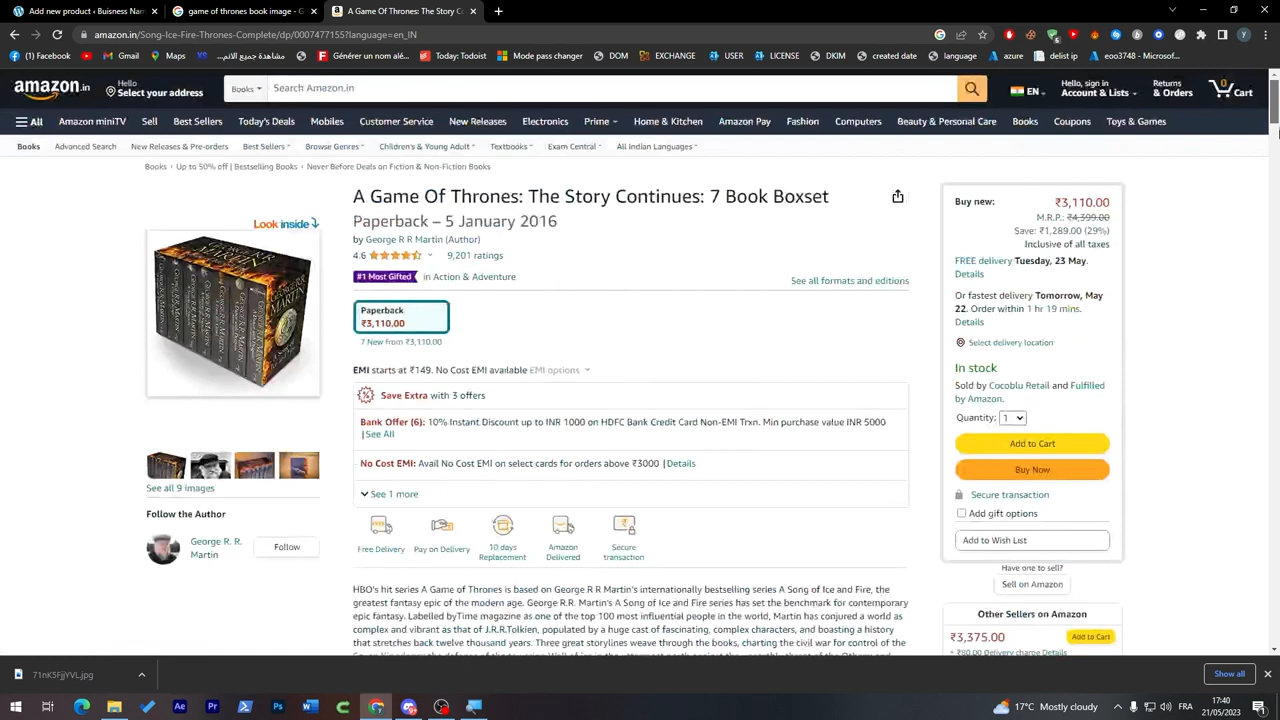 Add new product ‹ Buisness Nam
game of thrones book image - G
A Game Of Thrones: The Story Co
amazon.in/Song-Ice-Fire-Thrones-Complete/dp/0007477155?language=en_IN
(1) Facebook
Gmail
Maps
مشاهدة جميع الانم...
Générer un nom al...
Today: Todoist
Mode pass changer
DOM
EXCHANGE
USER
LICENSE
DKIM
created date
language
azure
delist ip
eoo3748 - Microsof...
amazon.in
Hello
Select your address
Books
Search Amazon.in
EN
Hello, sign in
Account & Lists
Returns
& Orders
0
Cart
All
Amazon miniTV
Sell
Best Sellers
Today's Deals
Mobiles
Customer Service
New Releases
Electronics
Prime
Home & Kitchen
Amazon Pay
Fashion
Computers
Beauty & Personal Care
Books
Coupons
Toys & Games
Books
Advanced Search
New Releases & Pre-orders
Best Sellers
Browse Genres
Children's & Young Adult
Textbooks
Exam Central
All Indian Languages
Books › Up to 50% off | Bestselling Books › Never Before Deals on Fiction & Non-Fiction Books
A Game Of Thrones: The Story Continues: 7 Book Boxset
Paperback – 5 January 2016
by George R R Martin (Author)
4.6
9,201 ratings
#1 Most Gifted in Action & Adventure
See all formats and editions
Look inside
GEORGE R.R. MARTIN
Paperback
₹3,110.00
7 New from ₹3,110.00
EMI starts at ₹149. No Cost EMI available EMI options
Save Extra with 3 offers
Bank Offer (6): 10% Instant Discount up to INR 1000 on HDFC Bank Credit Card Non-EMI Trxn. Min purchase value INR 5000
| See All
No Cost EMI: Avail No Cost EMI on select cards for orders above ₹3000 | Details
See 1 more
Free Delivery
Pay on Delivery
10 days
Replacement
Amazon
Delivered
Secure
transaction
HBO's hit series A Game of Thrones is based on George R R Martin's internationally bestselling series A Song of Ice and Fire, the
greatest fantasy epic of the modern age. George R.R. Martin's A Song of Ice and Fire series has set the benchmark for contemporary
epic fantasy. Labelled byTime magazine as one of the top 100 most influential people in the world, Martin has conjured a world as
complex and vibrant as that of J.R.R.Tolkien, populated by a huge cast of fascinating, complex characters, and boasting a history
that stretches back twelve thousand years. Three great storylines weave through the books, charting the civil war for control of the
See all 9 images
Follow the Author
George R. R.
Martin
Follow
Buy new:
₹3,110.00
M.R.P.: ₹4,399.00
Save: ₹1,289.00 (29%)
Inclusive of all taxes
FREE delivery Tuesday, 23 May.
Details
Or fastest delivery Tomorrow, May
22. Order within 1 hr 19 mins.
Details
Select delivery location
In stock
Sold by Cocoblu Retail and Fulfilled
by Amazon.
Quantity: 1
Add to Cart
Buy Now
Secure transaction
Add gift options
Add to Wish List
Have one to sell?
Sell on Amazon
Other Sellers on Amazon
₹3,375.00
Add to Cart
+ ₹80.00 Delivery charge Details
71nK5FjjYVL.jpg
Show all
17°C Mostly cloudy
FRA
17:40
21/05/2023